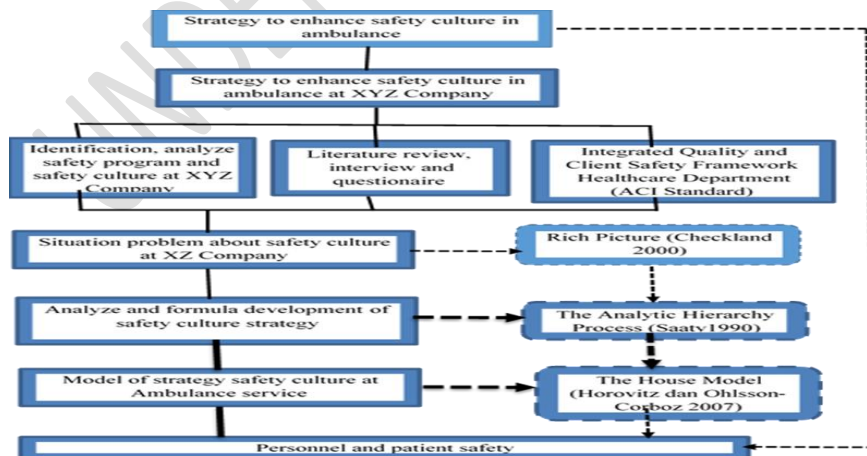 Strategy to enhance safety culture in
ambulance
Strategy to enhance safety culture in
ambulance at XYZ Company
Identification, analyze
safety program and
safety culture at XYZ
Company
Literature review,
interview and
questionaire
Integrated Quality and
Client Safety Framework
Healthcare Department
(ACI Standard)
Situation problem about safety culture
at XZ Company
Rich Picture (Checkland
2000)
Analyze and formula development of
safety culture strategy
The Analytic Hierarchy
Process (Saaty1990)
Model of strategy safety culture at
Ambulance service
The House Model
(Horovitz dan Ohlsson-
Corboz 2007)
Personnel and patient safety
UNDE